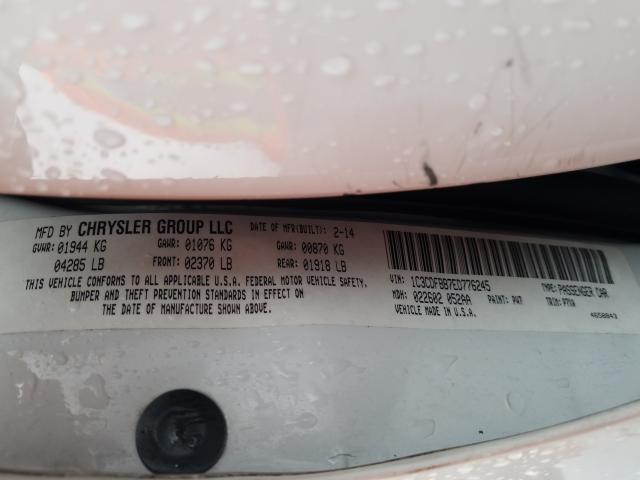 MFD BY CHRYSLER GROUP LLC DATE OF MFR(BUILT): 2-14
GVWR: 01944 KG GAWR: 01076 KG GAWR: 00870 KG
04285 LB FRONT: 02370 LB REAR: 01918 LB
THIS VEHICLE CONFORMS TO ALL APPLICABLE U.S.A. FEDERAL MOTOR VEHICLE SAFETY,
BUMPER AND THEFT PREVENTION STANDARDS IN EFFECT ON
THE DATE OF MANUFACTURE SHOWN ABOVE.
VIN: 1C3CDFBB7ED776245 TYPE: PASSENGER CAR
MDH: 022602 052AA PAINT: PW7 TRIM:
VEHICLE MADE IN U.S.A. 4658843